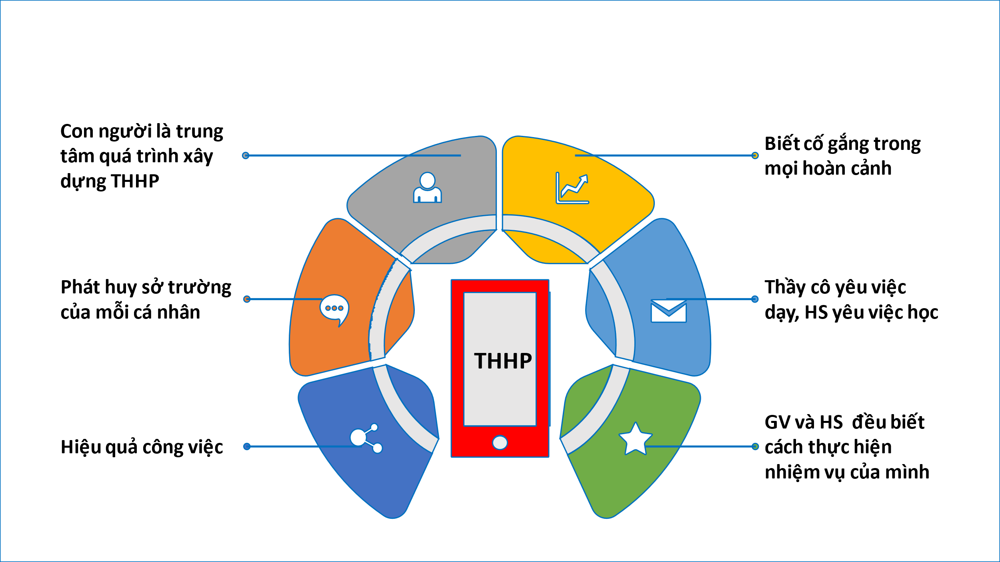 Con người là trung
tâm quá trình xây
dựng THHP
Phát huy sở trường
của mỗi cá nhân
Hiệu quả công việc
THHP
Biết cố gắng trong
mọi hoàn cảnh
Thầy cô yêu việc
dạy, HS yêu việc học
GV và HS  đều biết
cách thực hiện
nhiệm vụ của mình